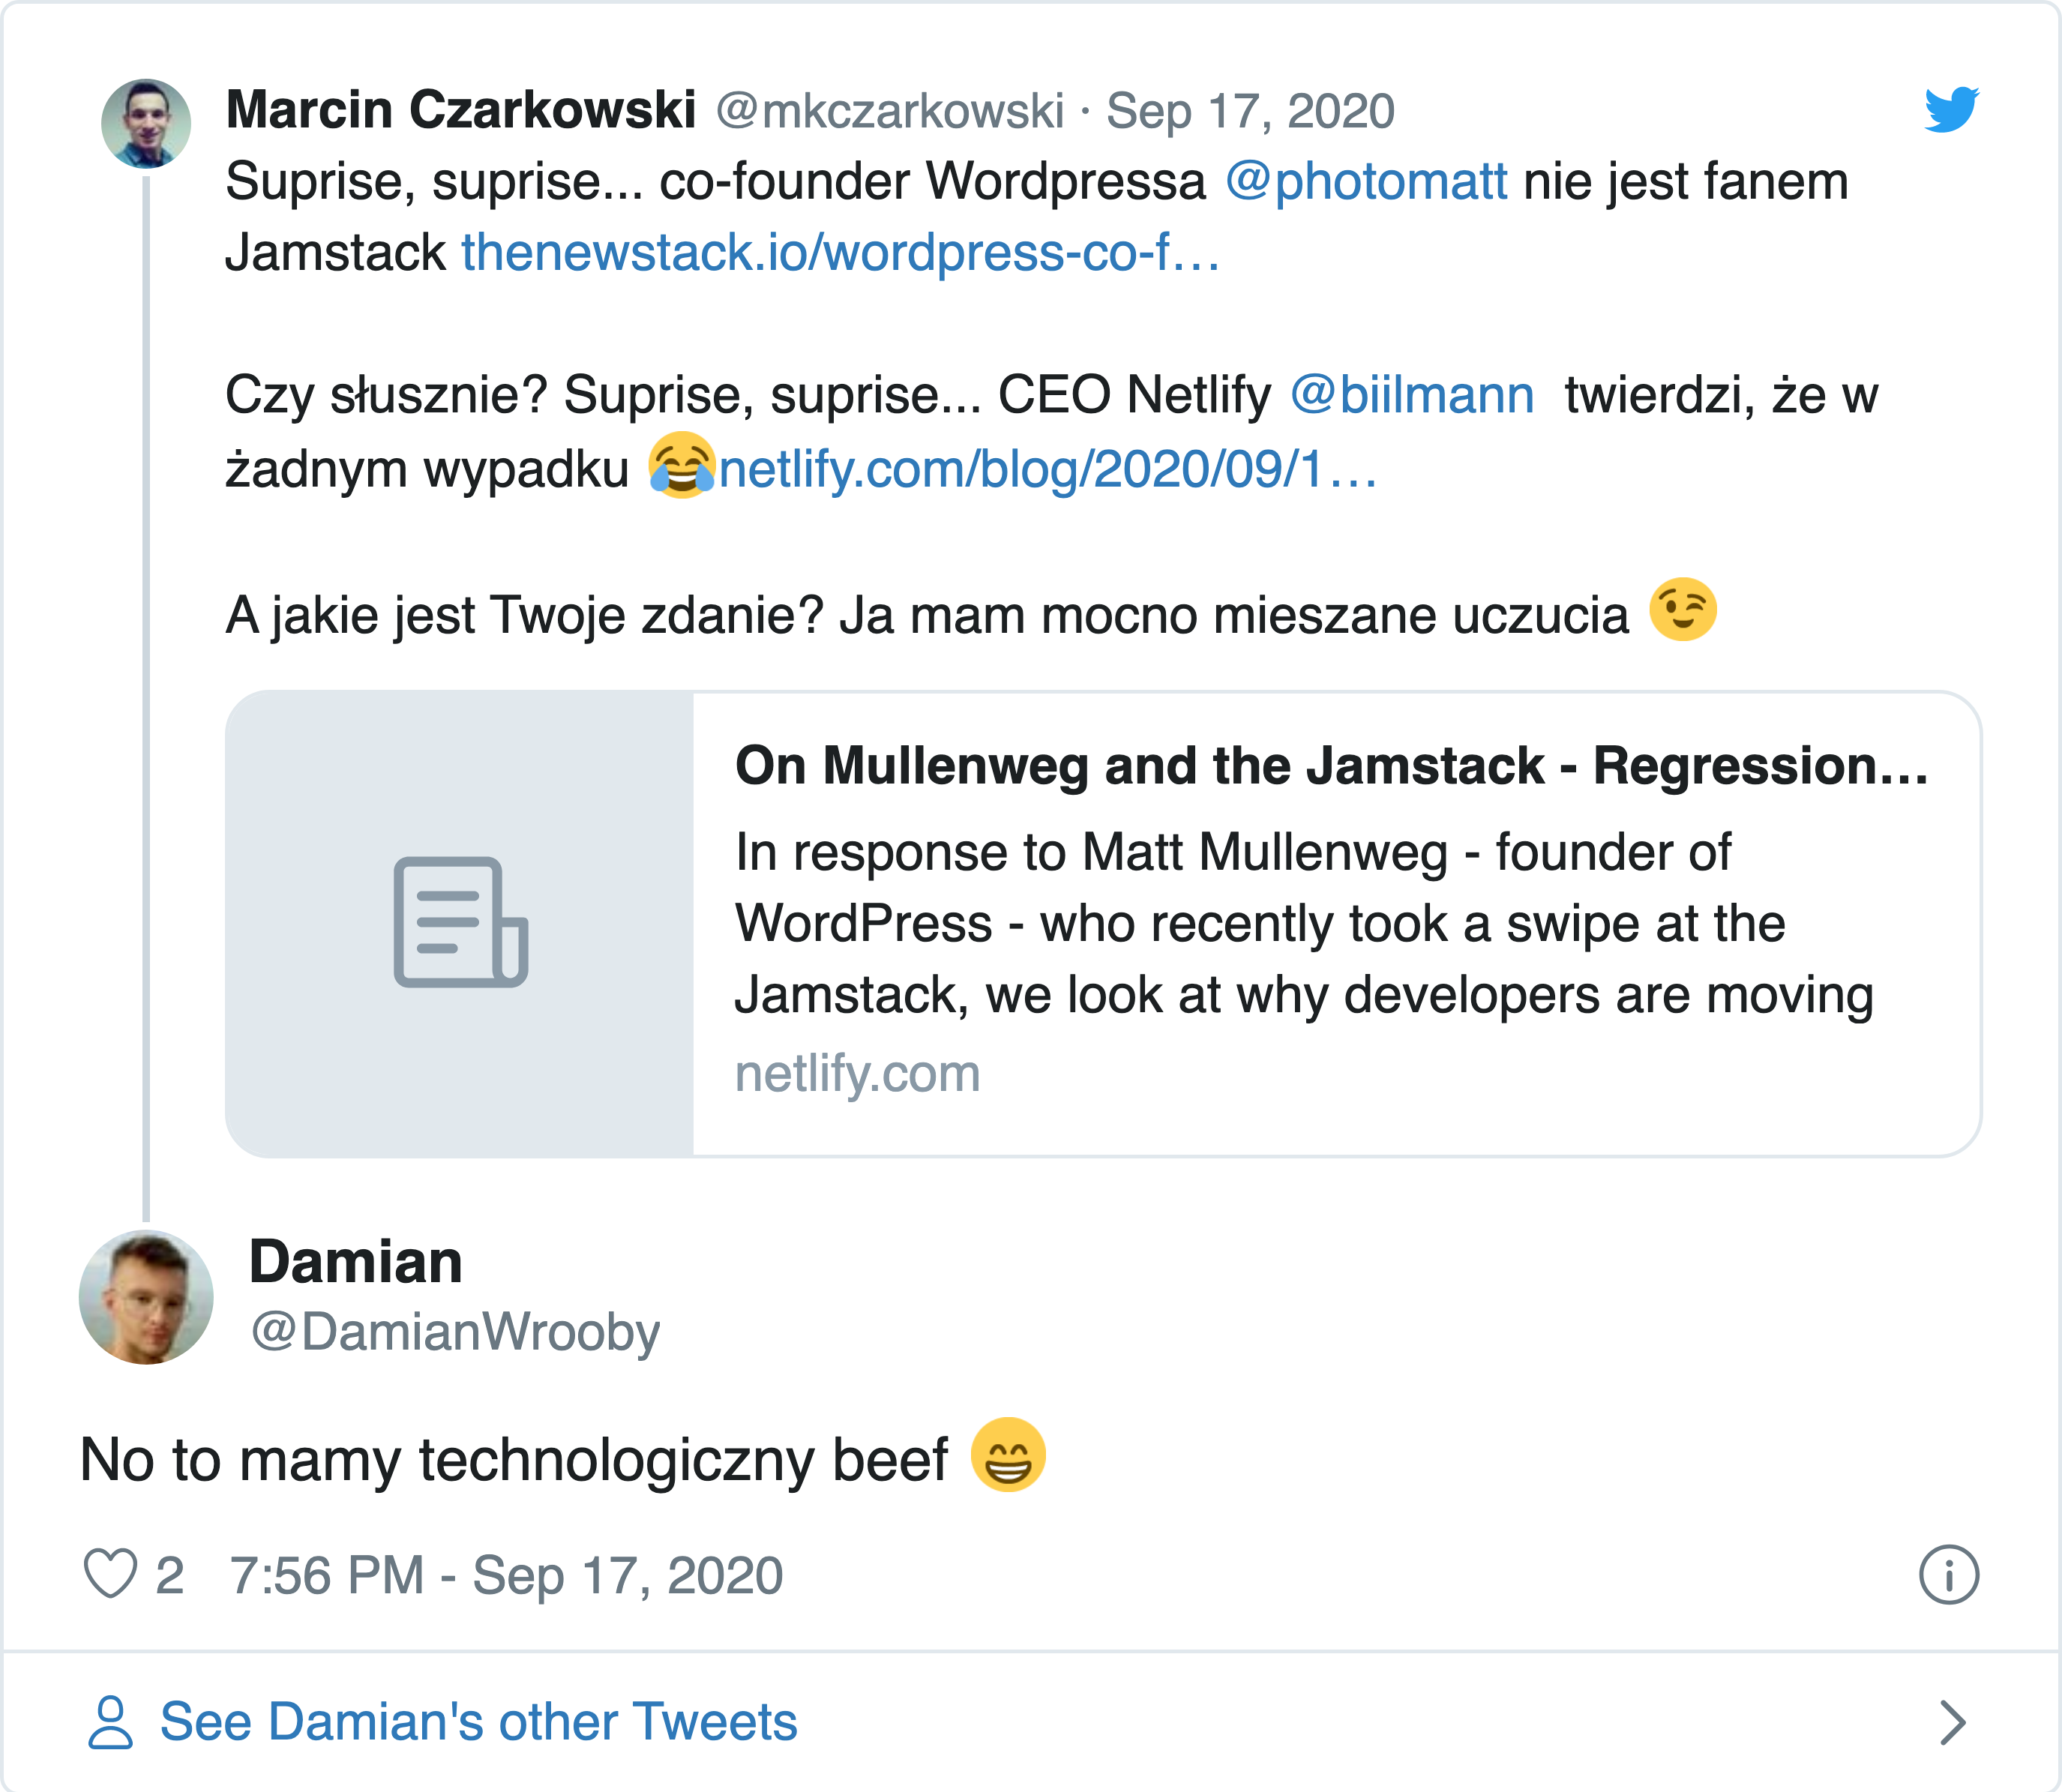 Marcin Czarkowski @mkczarkowski · Sep 17, 2020
Suprise, suprise... co-founder Wordpressa @photomatt nie jest fanem
Jamstack thenewstack.io/wordpress-co-f…
Czy słusznie? Suprise, suprise... CEO Netlify @biilmann twierdzi, że w
żadnym wypadku 😂netlify.com/blog/2020/09/1…
A jakie jest Twoje zdanie? Ja mam mocno mieszane uczucia 😉
On Mullenweg and the Jamstack - Regression...
In response to Matt Mullenweg - founder of
WordPress - who recently took a swipe at the
Jamstack, we look at why developers are moving
netlify.com
Damian
@DamianWrooby
No to mamy technologiczny beef 😁
2 7:56 PM - Sep 17, 2020
See Damian's other Tweets